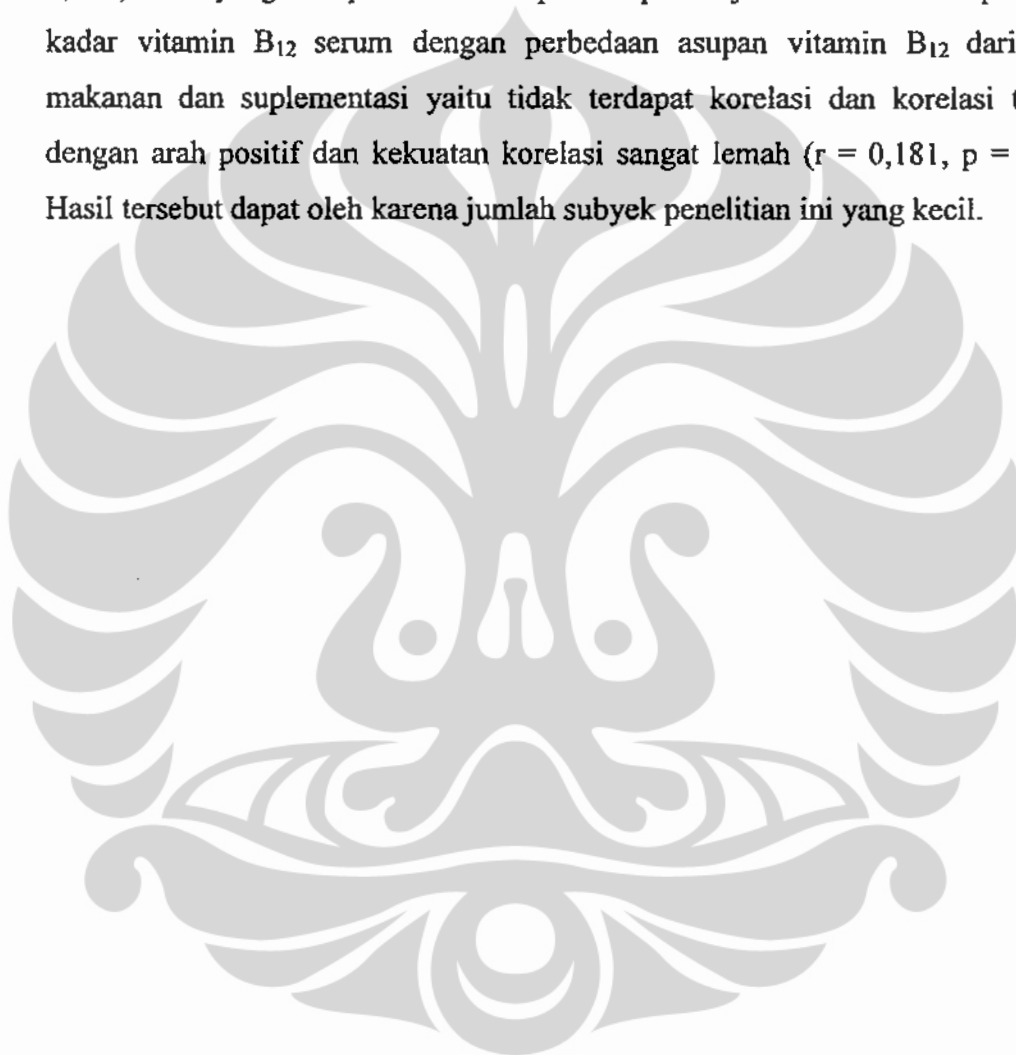 kadar vitamin B₁₂ serum dengan perbedaan asupan vitamin B₁₂ dari
makanan dan suplementasi yaitu tidak terdapat korelasi dan korelasi
dengan arah positif dan kekuatan korelasi sangat lemah (r = 0,181, p =
Hasil tersebut dapat oleh karena jumlah subyek penelitian ini yang kecil.